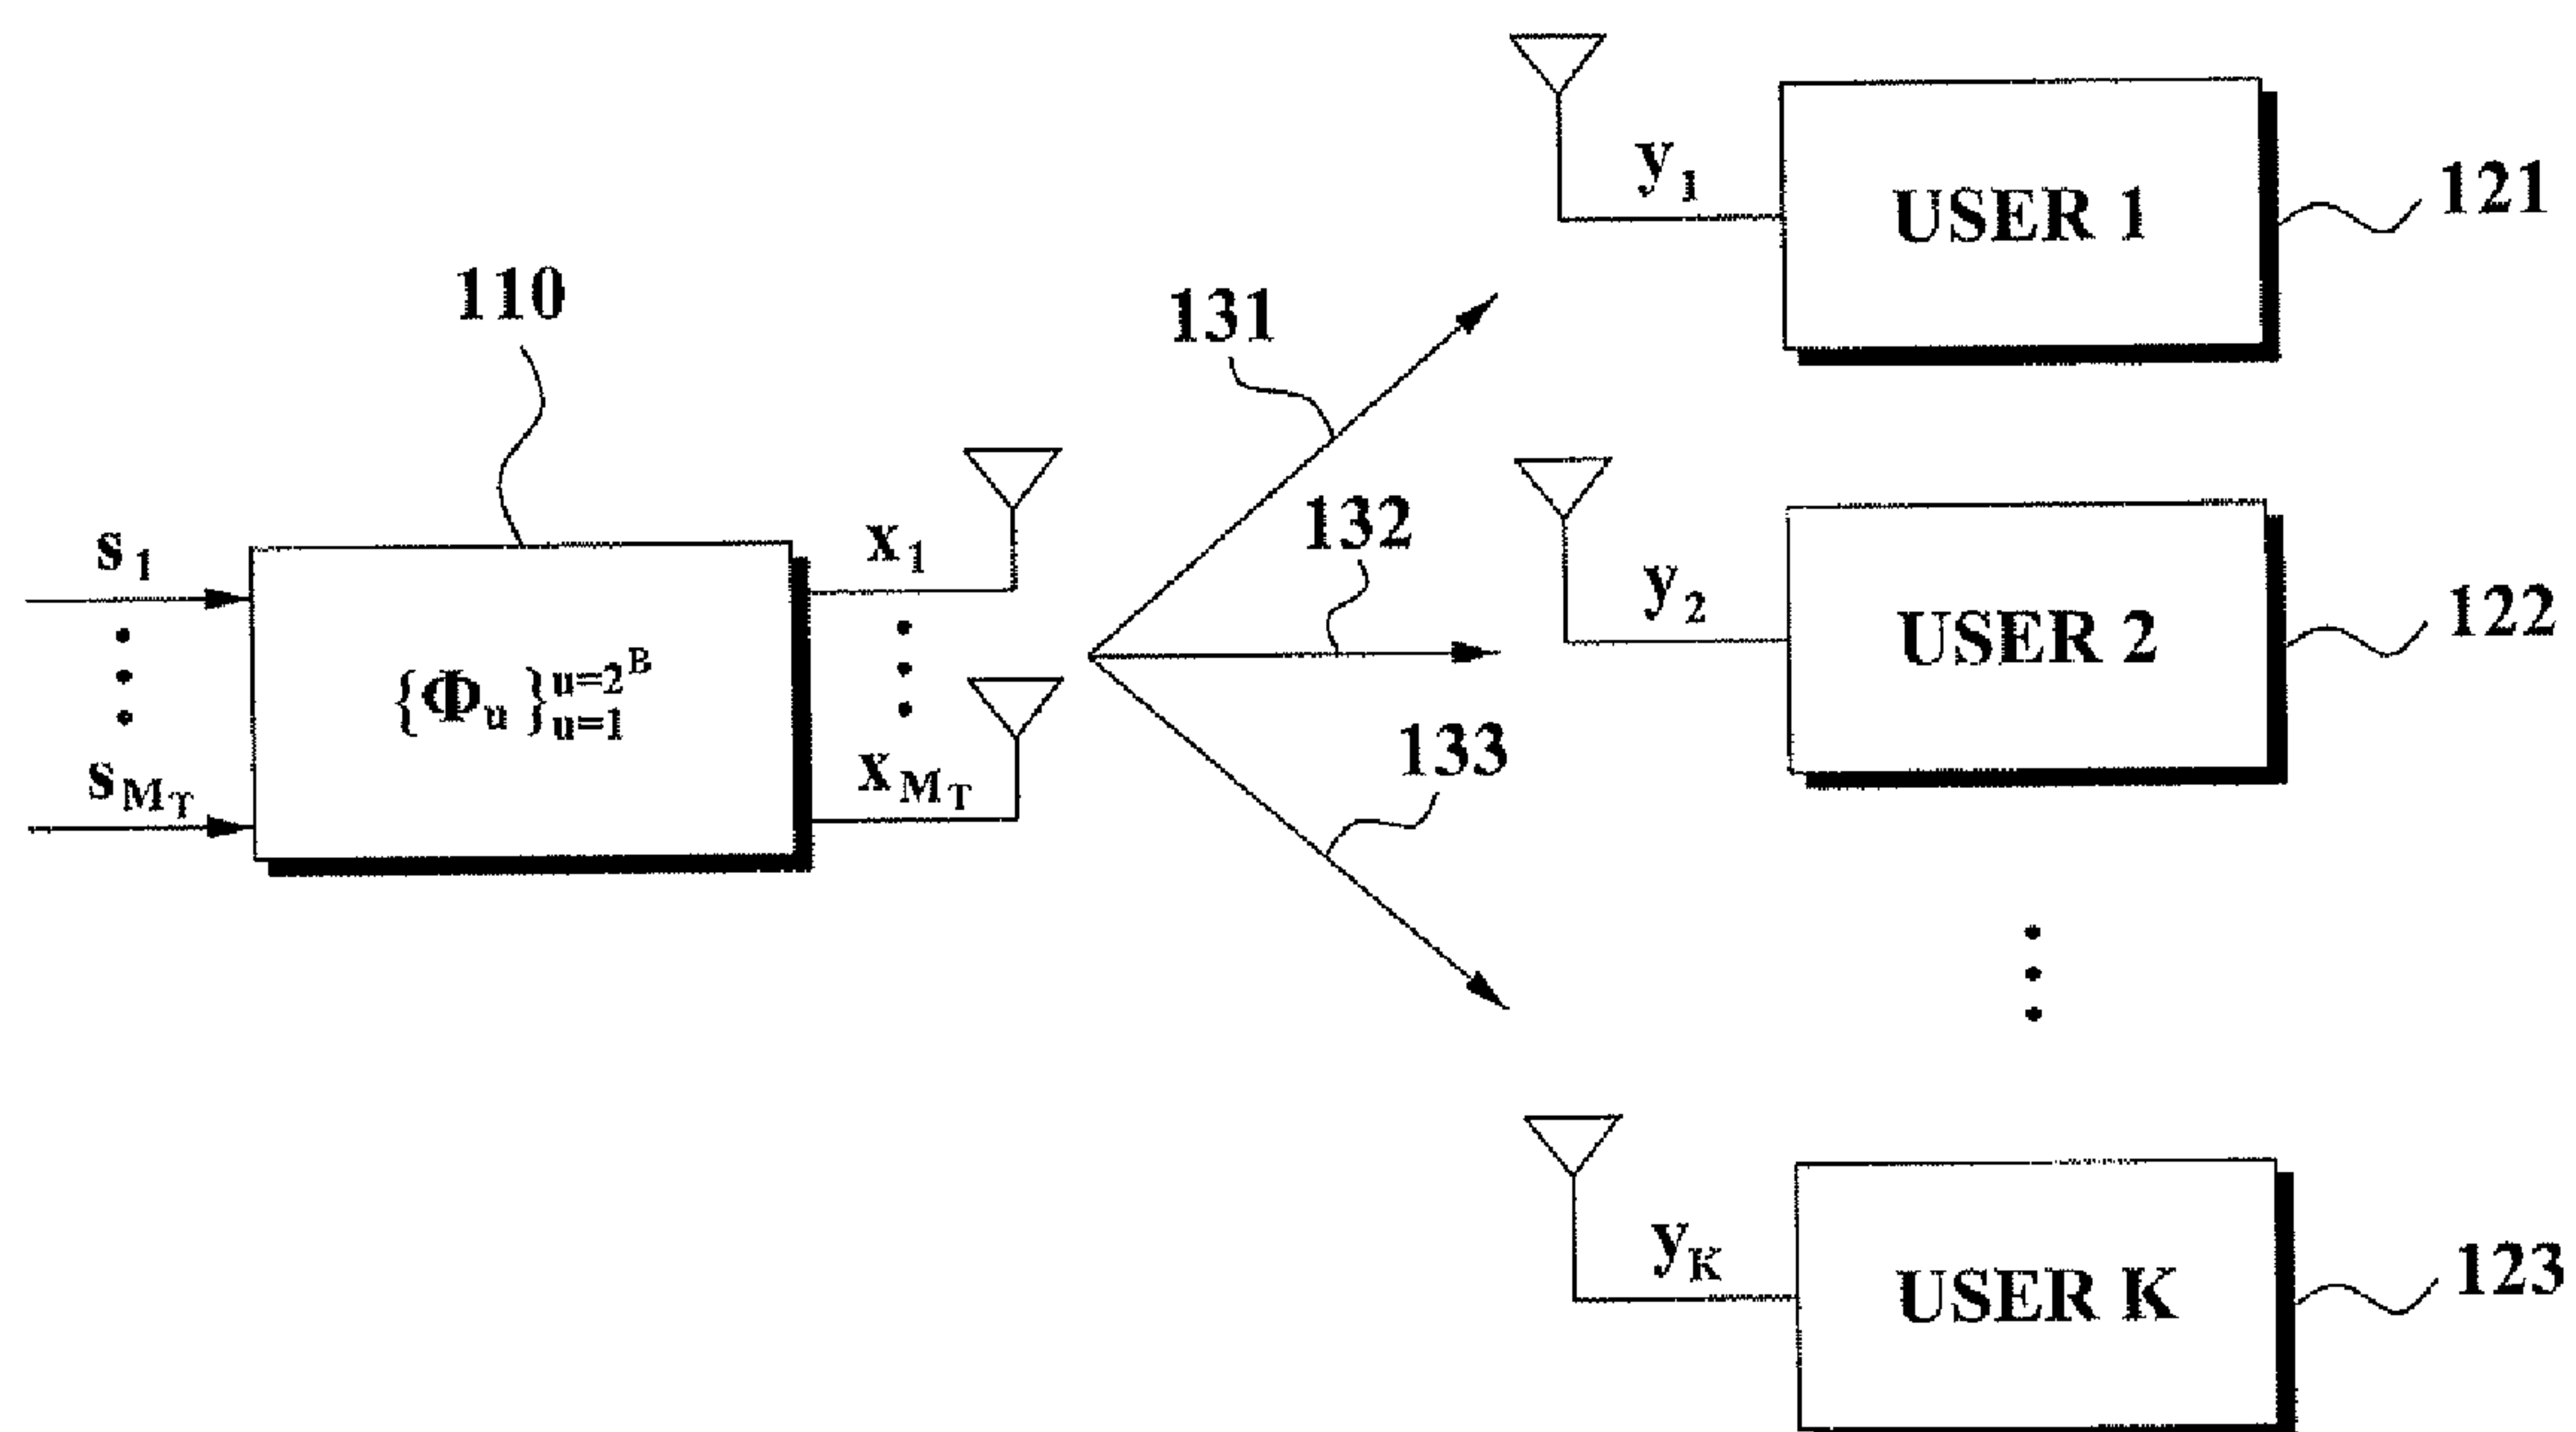 110
s1
sMT
{Φu}u=1 u=2^B
x1
xMT
131
132
133
y1
USER 1
121
y2
USER 2
122
yK
USER K
123